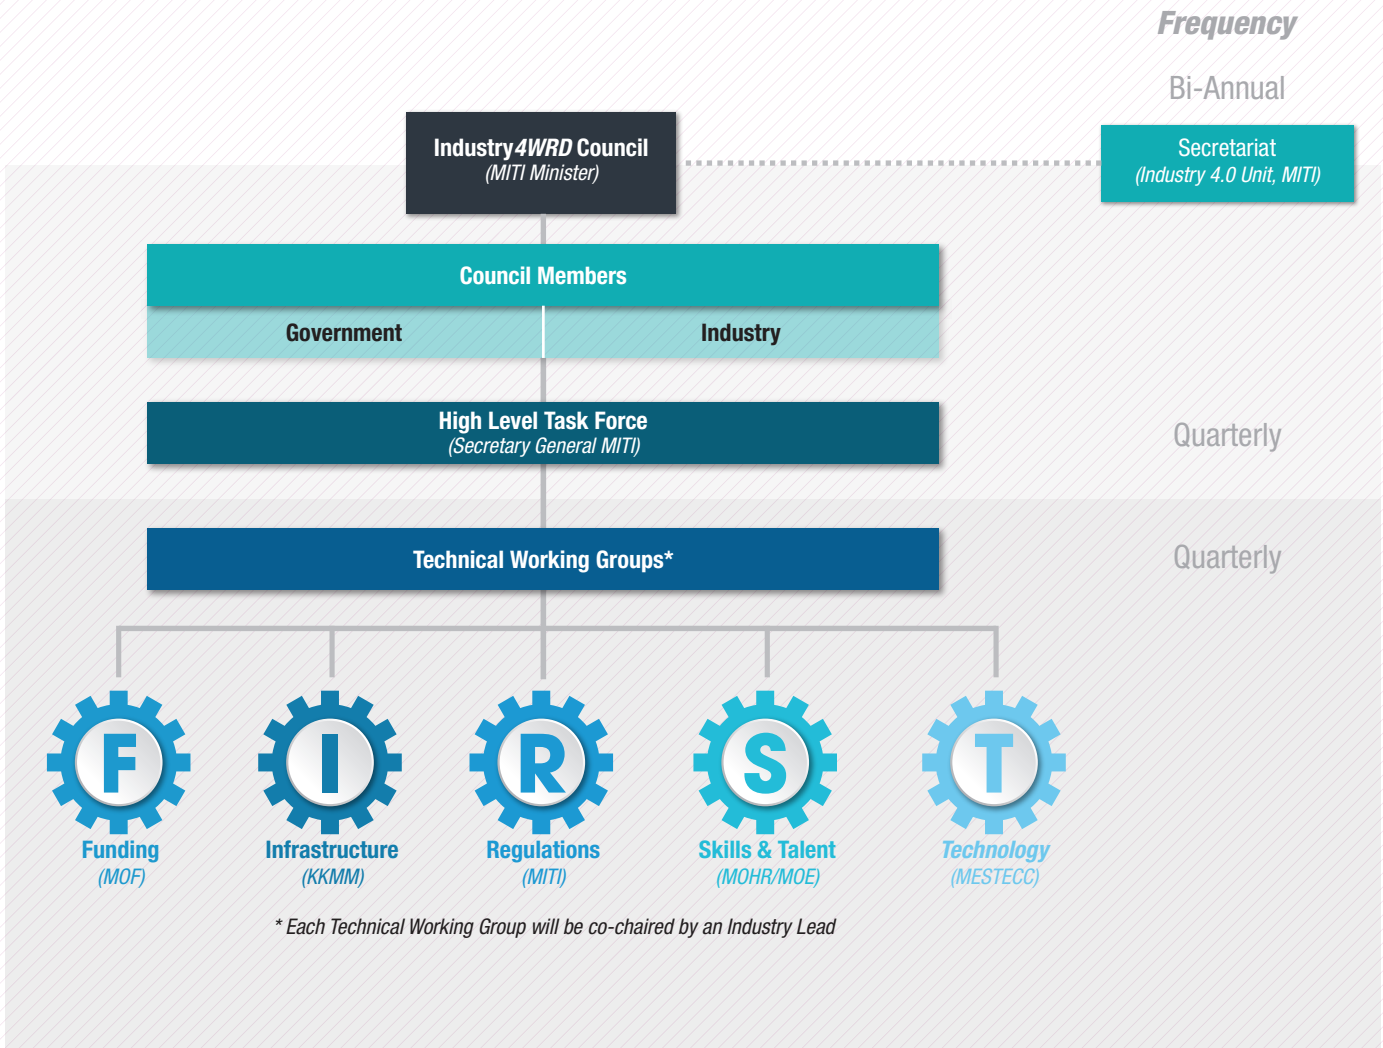 Frequency
Bi-Annual
Industry4WRD Council
(MITI Minister)
Secretariat
(Industry 4.0 Unit, MITI)
Council Members
Government
Industry
High Level Task Force
(Secretary General MITI)
Quarterly
Technical Working Groups*
Quarterly
F
I
R
S
T
Funding
(MOF)
Infrastructure
(KKMM)
Regulations
(MITI)
Skills & Talent
(MOHR/MOE)
Technology
(MESTECC)
* Each Technical Working Group will be co-chaired by an Industry Lead